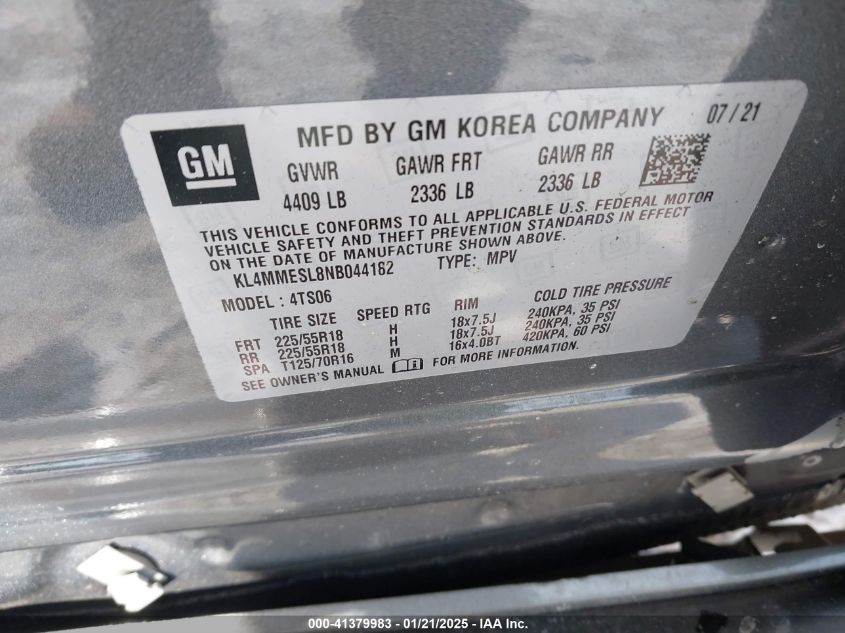 GM
MFD BY GM KOREA COMPANY 07 / 21
GVWR GAWR FRT GAWR RR
4409 LB 2336 LB 2336 LB
THIS VEHICLE CONFORMS TO ALL APPLICABLE U.S. FEDERAL MOTOR
VEHICLE SAFETY AND THEFT PREVENTION STANDARDS IN EFFECT
ON THE DATE OF MANUFACTURE SHOWN ABOVE.
KL4MMESL8NB044182 TYPE: MPV
MODEL : 4TS06
TIRE SIZE SPEED RTG RIM COLD TIRE PRESSURE
FRT 225/55R18 H 18x7.5J 240KPA, 35 PSI
RR 225/55R18 H 18x7.5J 240KPA, 35 PSI
SPA T125/70R16 M 16x4.0BT 420KPA, 60 PSI
SEE OWNER'S MANUAL FOR MORE INFORMATION.
000-41379983 - 01/21/2025 - IAA Inc.